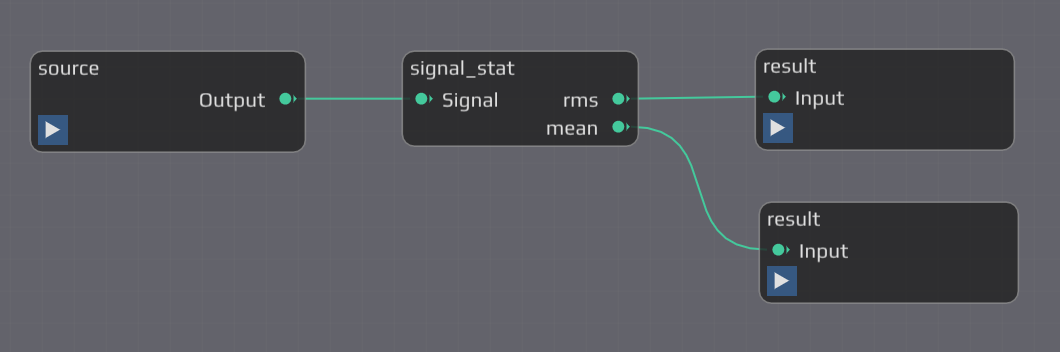 source
Output
signal_stat
Signal
rms
mean
result
Input
result
Input